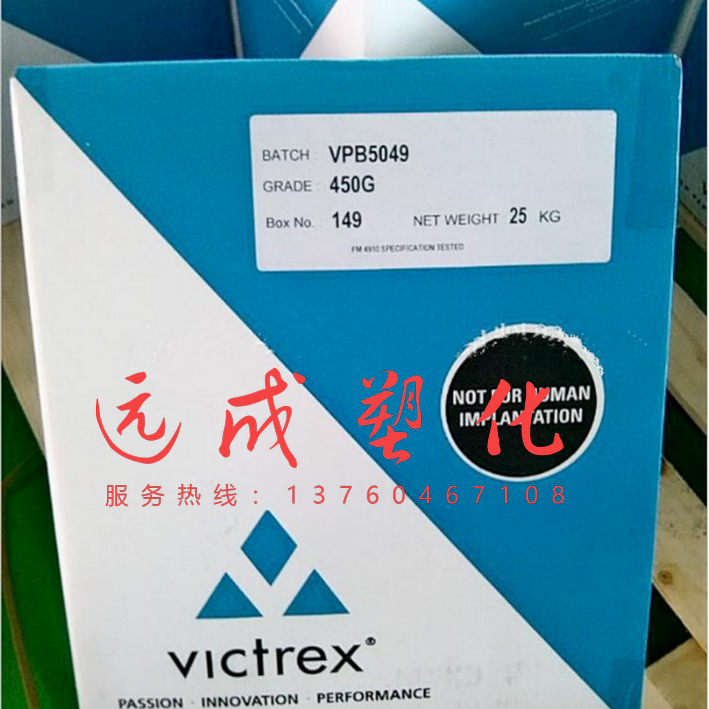 BATCH : VPB5049
GRADE : 450G
Box No. : 149 NET WEIGHT 25 KG
FM 4910 SPECIFICATION TESTED
NOT FOR HUMAN
IMPLANTATION
远成塑化
服务热线:13760467108
victrex®
PASSION · INNOVATION · PERFORMANCE